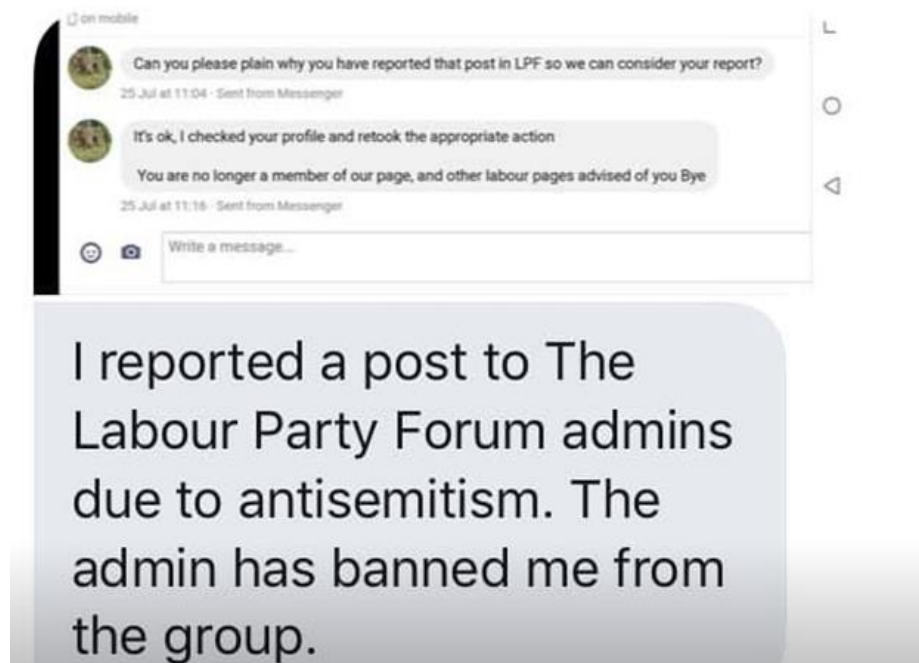 on mobile
Can you please plain why you have reported that post in LPF so we can consider your report?
25 Jul at 11:04 · Sent from Messenger
It's ok, I checked your profile and retook the appropriate action
You are no longer a member of our page, and other labour pages advised of you Bye
25 Jul at 11:16 · Sent from Messenger
Write a message...
I reported a post to The
Labour Party Forum admins
due to antisemitism. The
admin has banned me from
the group.